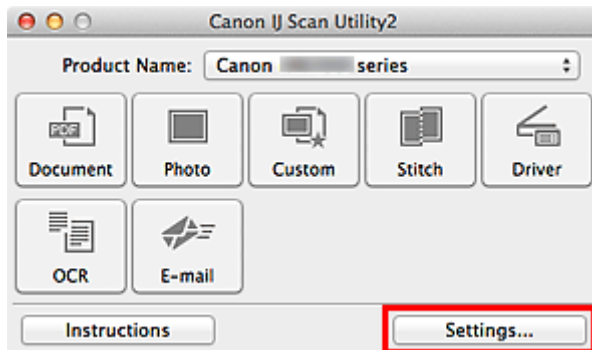 Canon IJ Scan Utility2
Product Name: Canon series
PDF
Document Photo Custom Stitch Driver
OCR E-mail
Instructions Settings...